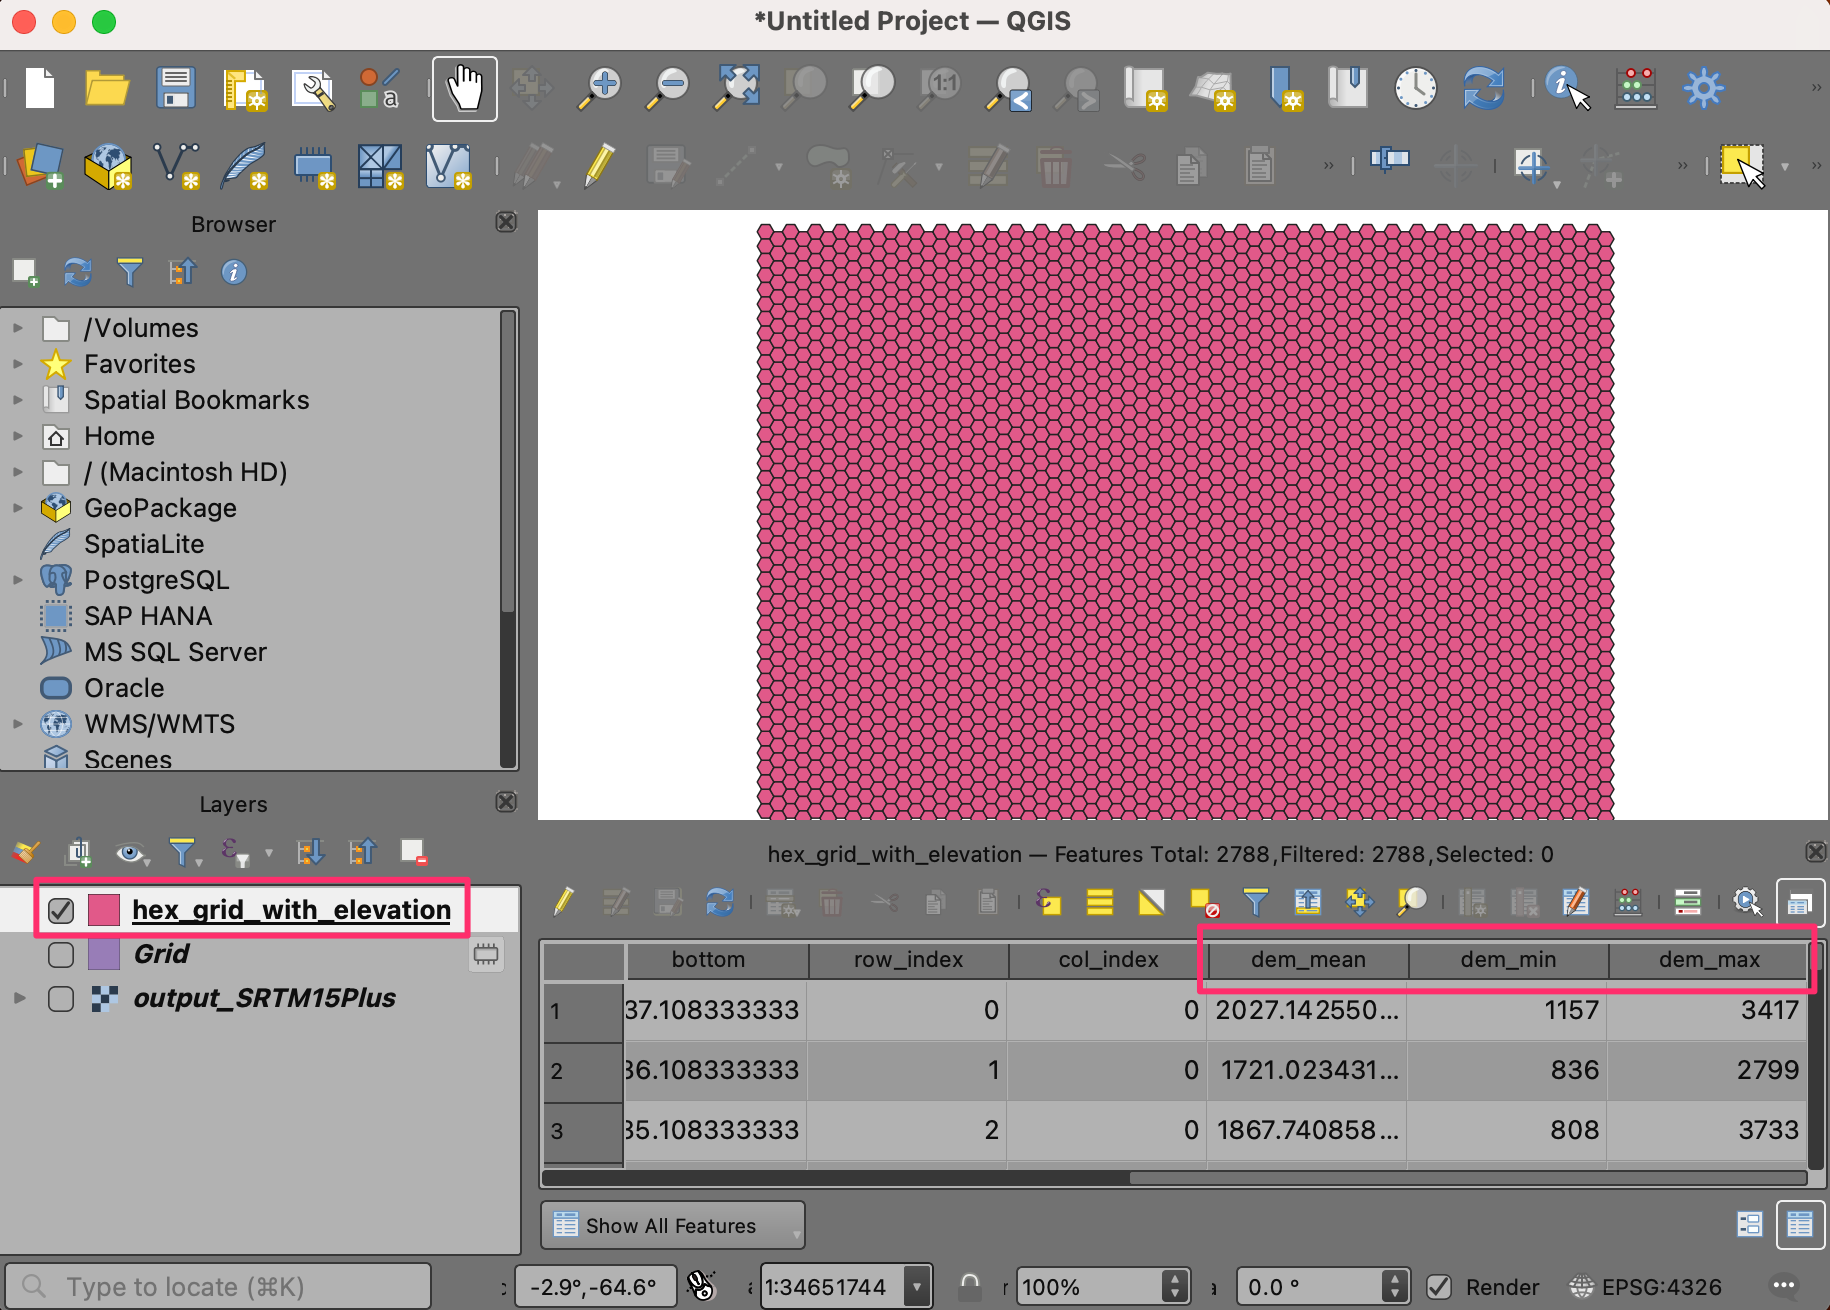 *Untitled Project — QGIS
1:1
a
Browser
/Volumes
Favorites
Spatial Bookmarks
Home
/ (Macintosh HD)
GeoPackage
SpatiaLite
PostgreSQL
SAP HANA
MS SQL Server
Oracle
WMS/WMTS
Scenes
Layers
hex_grid_with_elevation
Grid
output_SRTM15Plus
hex_grid_with_elevation — Features Total: 2788, Filtered: 2788, Selected: 0
bottom row_index col_index dem_mean dem_min dem_max
1 37.108333333 0 0 2027.142550... 1157 3417
2 36.108333333 1 0 1721.023431... 836 2799
3 35.108333333 2 0 1867.740858... 808 3733
Show All Features
Type to locate (⌘K) -2.9°,-64.6° 1:34651744 100% 0.0 ° Render EPSG:4326